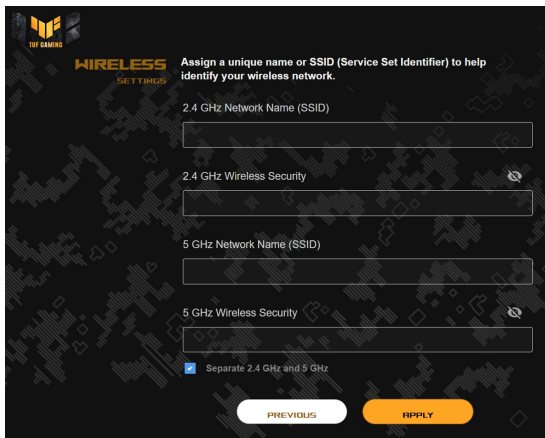 TUF GAMING
WIRELESS
SETTINGS
Assign a unique name or SSID (Service Set Identifier) to help
identify your wireless network.
2.4 GHz Network Name (SSID)
2.4 GHz Wireless Security
5 GHz Network Name (SSID)
5 GHz Wireless Security
Separate 2.4 GHz and 5 GHz
PREVIOUS
APPLY